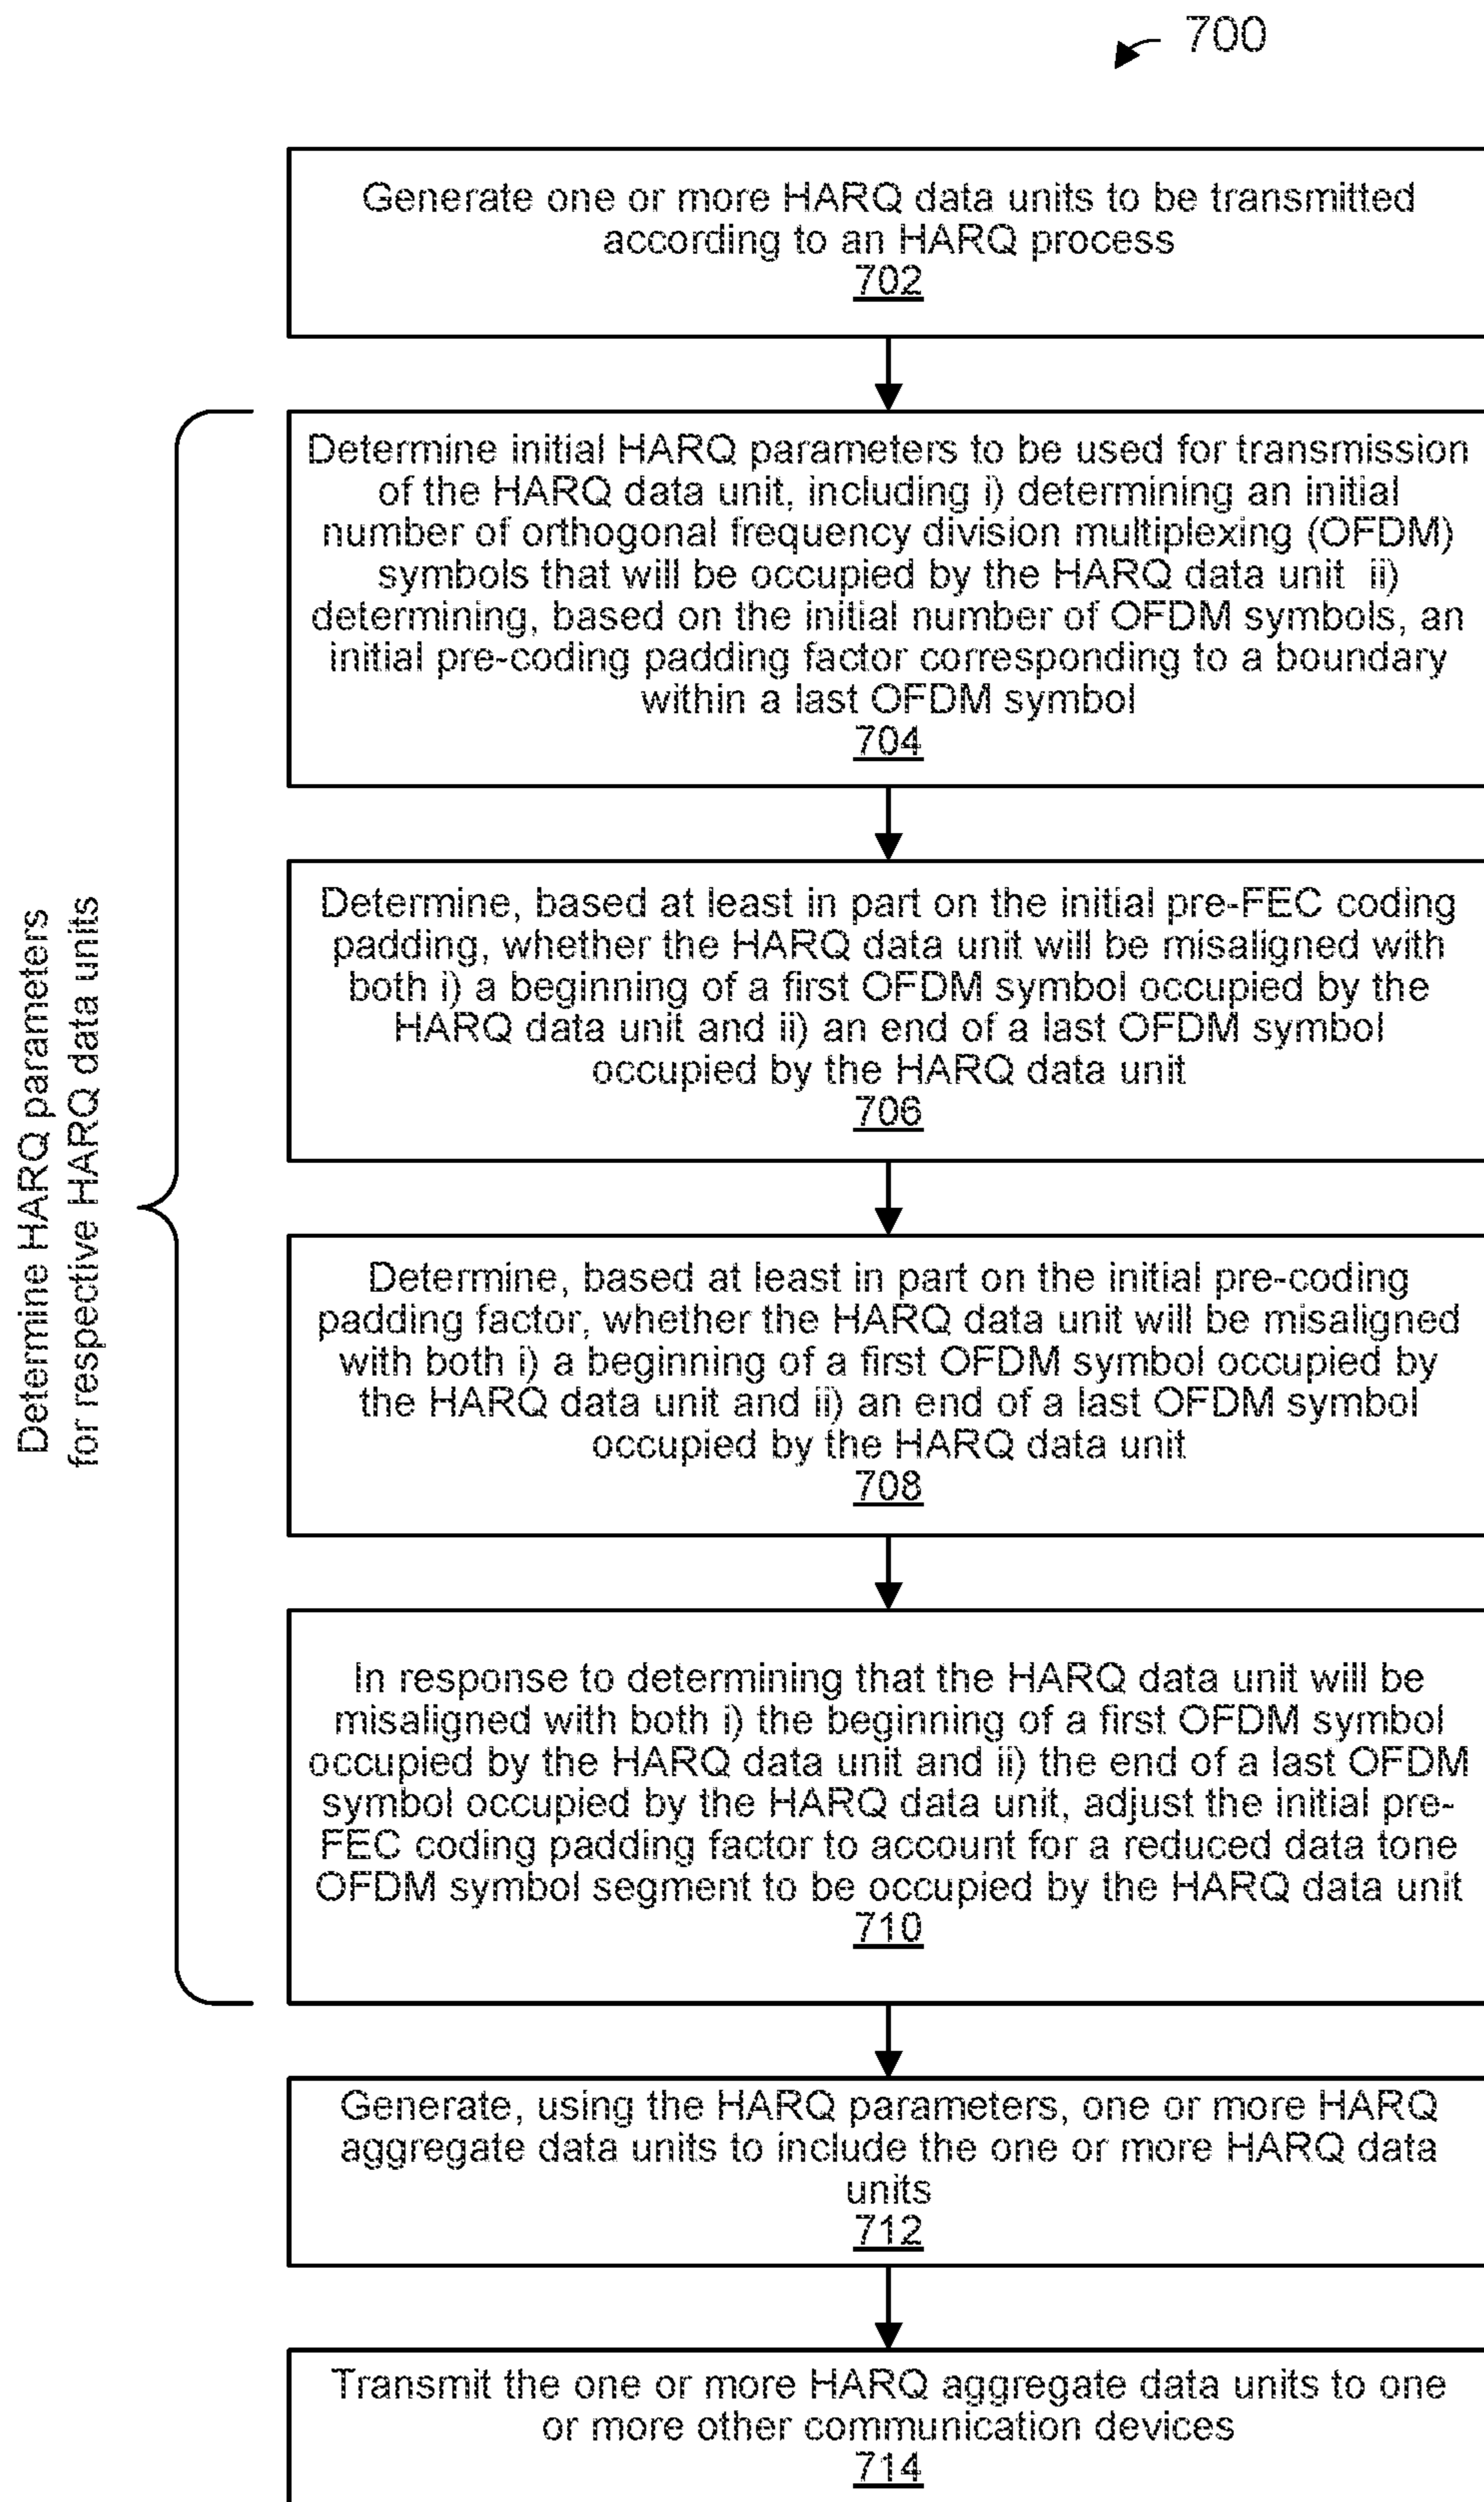 700
Generate one or more HARQ data units to be transmitted
according to an HARQ process
702
Determine HARQ parameters
for respective HARQ data units
Determine initial HARQ parameters to be used for transmission
of the HARQ data unit, including i) determining an initial
number of orthogonal frequency division multiplexing (OFDM)
symbols that will be occupied by the HARQ data unit ii)
determining, based on the initial number of OFDM symbols, an
initial pre-coding padding factor corresponding to a boundary
within a last OFDM symbol
704
Determine, based at least in part on the initial pre-FEC coding
padding, whether the HARQ data unit will be misaligned with
both i) a beginning of a first OFDM symbol occupied by the
HARQ data unit and ii) an end of a last OFDM symbol
occupied by the HARQ data unit
706
Determine, based at least in part on the initial pre-coding
padding factor, whether the HARQ data unit will be misaligned
with both i) a beginning of a first OFDM symbol occupied by
the HARQ data unit and ii) an end of a last OFDM symbol
occupied by the HARQ data unit
708
In response to determining that the HARQ data unit will be
misaligned with both i) the beginning of a first OFDM symbol
occupied by the HARQ data unit and ii) the end of a last OFDM
symbol occupied by the HARQ data unit, adjust the initial pre-
FEC coding padding factor to account for a reduced data tone
OFDM symbol segment to be occupied by the HARQ data unit
710
Generate, using the HARQ parameters, one or more HARQ
aggregate data units to include the one or more HARQ data
units
712
Transmit the one or more HARQ aggregate data units to one
or more other communication devices
714